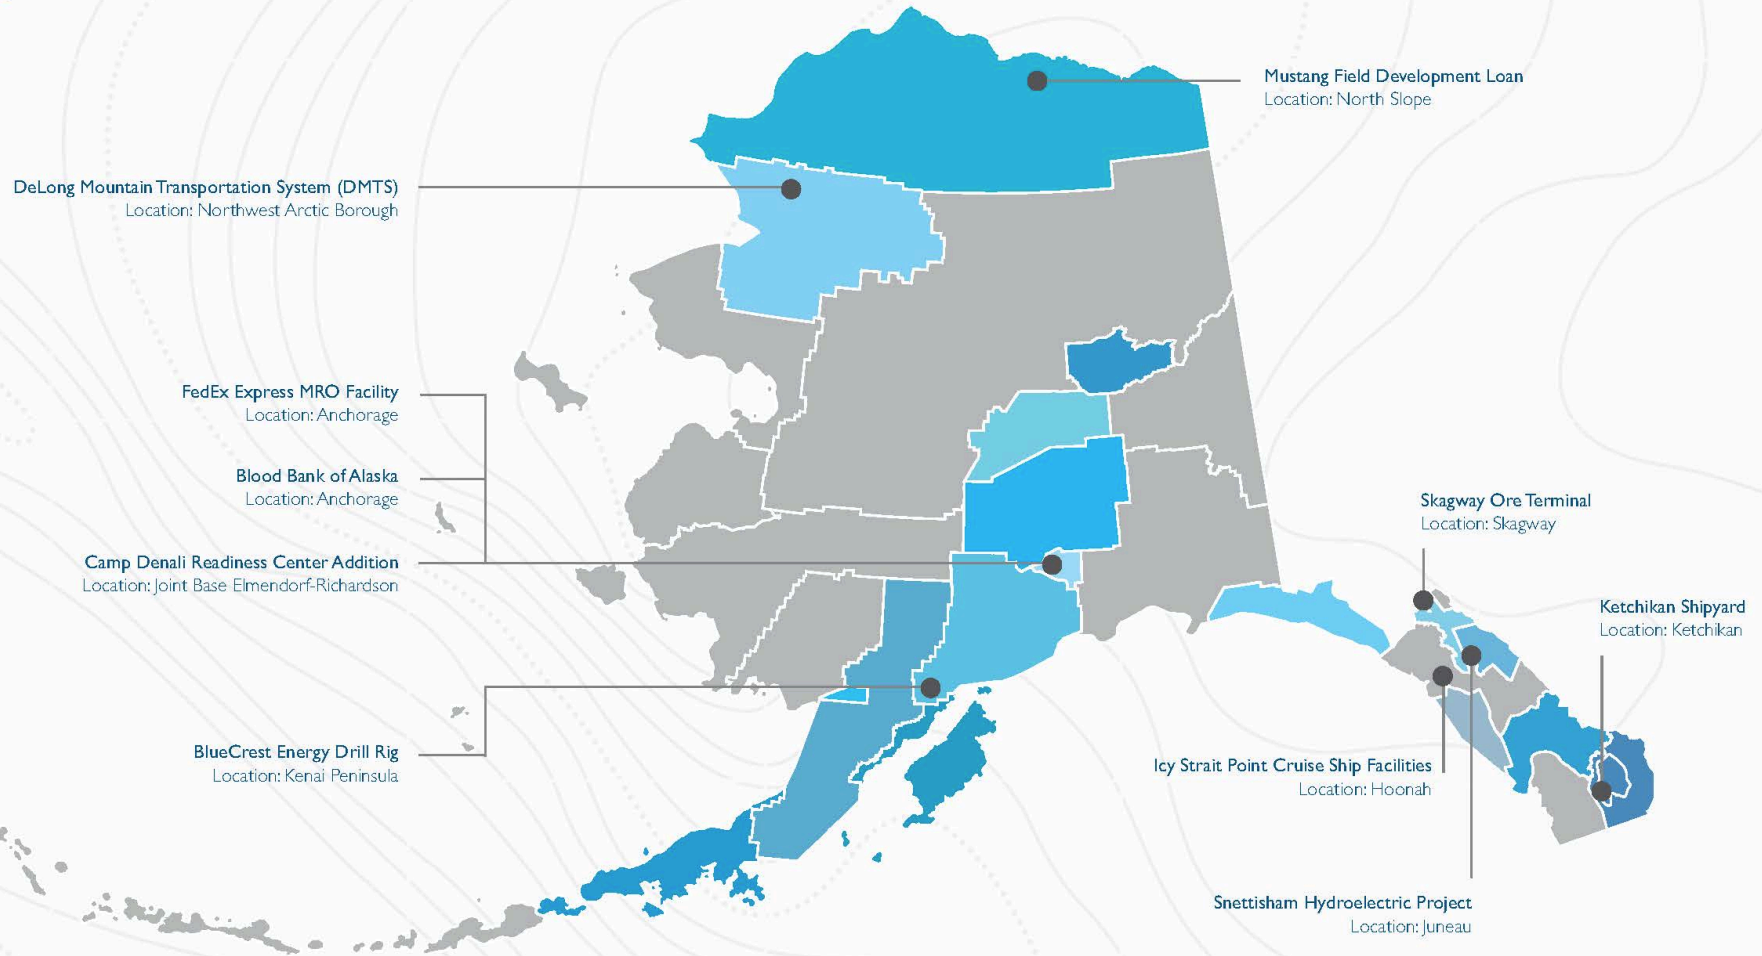 Mustang Field Development Loan
Location: North Slope
DeLong Mountain Transportation System (DMTS)
Location: Northwest Arctic Borough
FedEx Express MRO Facility
Location: Anchorage
Blood Bank of Alaska
Location: Anchorage
Camp Denali Readiness Center Addition
Location: Joint Base Elmendorf-Richardson
BlueCrest Energy Drill Rig
Location: Kenai Peninsula
Skagway Ore Terminal
Location: Skagway
Ketchikan Shipyard
Location: Ketchikan
Icy Strait Point Cruise Ship Facilities
Location: Hoonah
Snettisham Hydroelectric Project
Location: Juneau